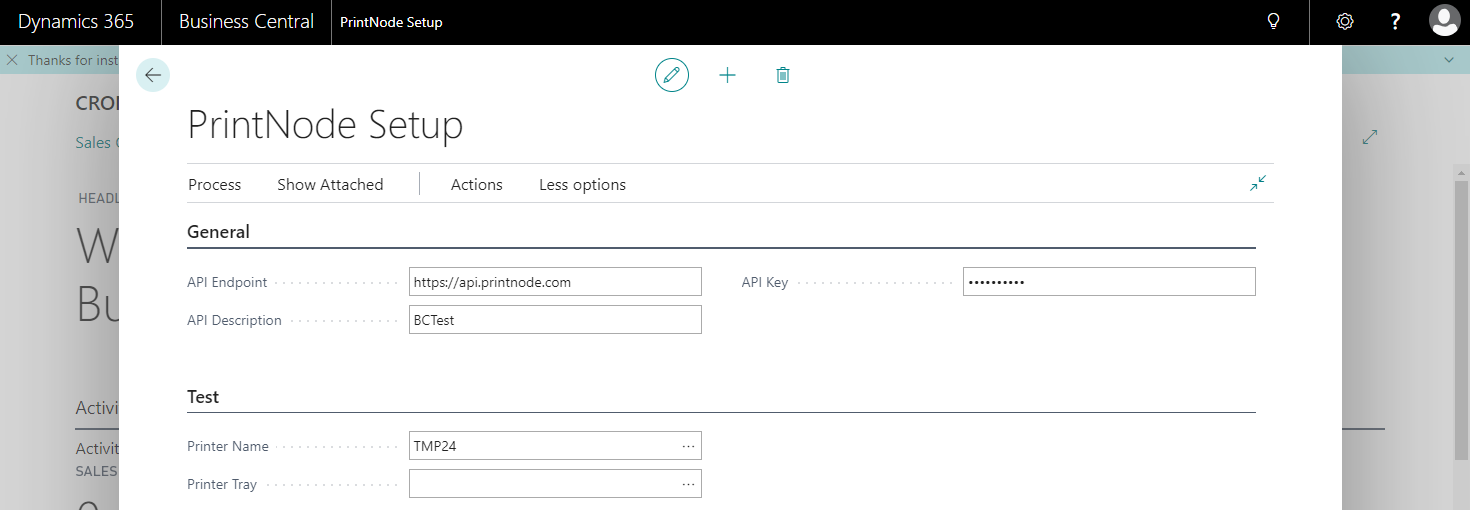 Dynamics 365 Business Central PrintNode Setup ?
Thanks for inst
CRO
Sales
PrintNode Setup
HEADL
Process Show Attached Actions Less options
W
General
Bu
API Endpoint https://api.printnode.com API Key ••••••••••
API Description BCTest
Test
Activi
Activit
Printer Name TMP24 ...
SALES
Printer Tray ...